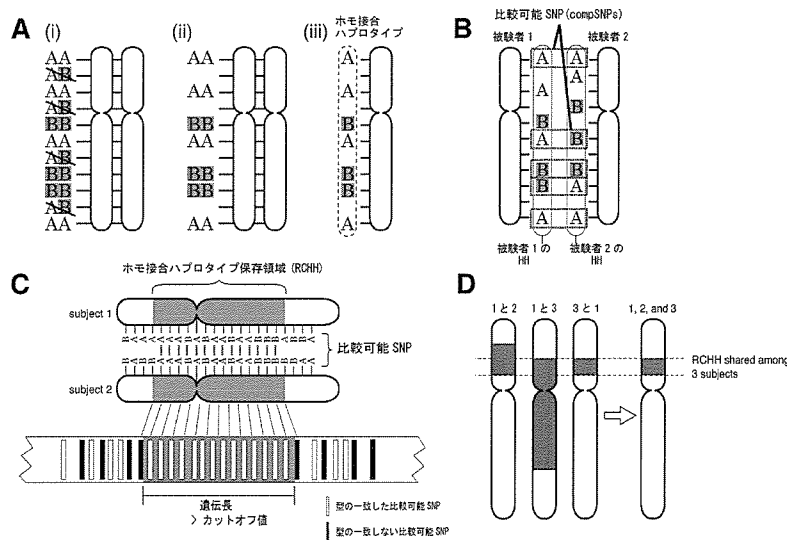 A
(i)
AA
AB
AA
AB
BB
AA
AB
BB
BB
AB
AA
(ii)
AA
AA
BB
AA
BB
BB
AA
(iii)
ホモ接合
ハプロタイプ
A
A
B
A
B
B
A
B
比較可能 SNP(compSNPs)
被験者 1
被験者 2
A A
A
A
B
B
A B
B B
B A
A A
被験者 1 の
HH
被験者 2 の
HH
C
ホモ接合ハプロタイプ保存領域 (RCHH)
subject 1
subject 2
比較可能 SNP
遺伝長
> カットオフ値
型の一致した比較可能 SNP
型の一致しない比較可能 SNP
D
1 と 2
1 と 3
3 と 1
1, 2, and 3
RCHH shared among
3 subjects